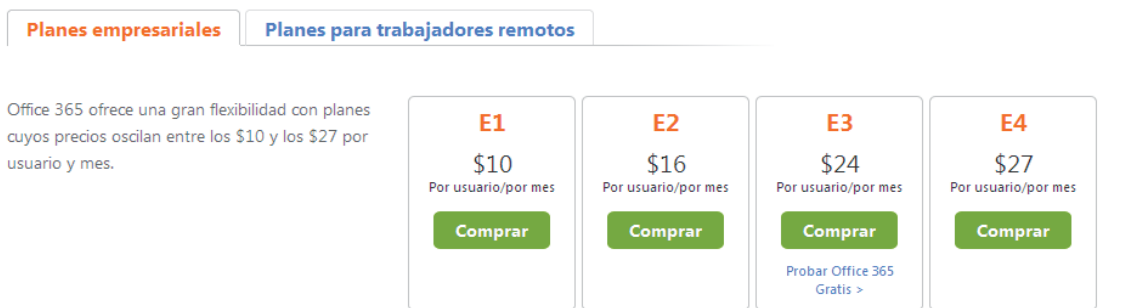 Planes empresariales
Planes para trabajadores remotos
Office 365 ofrece una gran flexibilidad con planes
cuyos precios oscilan entre los $10 y los $27 por
usuario y mes.
E1
$10
Por usuario/por mes
Comprar
E2
$16
Por usuario/por mes
Comprar
E3
$24
Por usuario/por mes
Comprar
Probar Office 365
Gratis >
E4
$27
Por usuario/por mes
Comprar